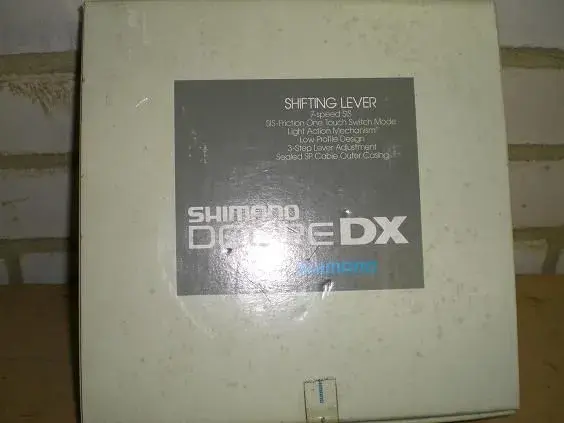 SHIFTING LEVER
7-speed SIS
SIS-Friction One Touch Switch Mode
Light Action Mechanism
Low Profile Design
3-Step Lever Adjustment
Sealed SP Cable Outer Casing
SHIMANO
DEORE DX
SHIMANO